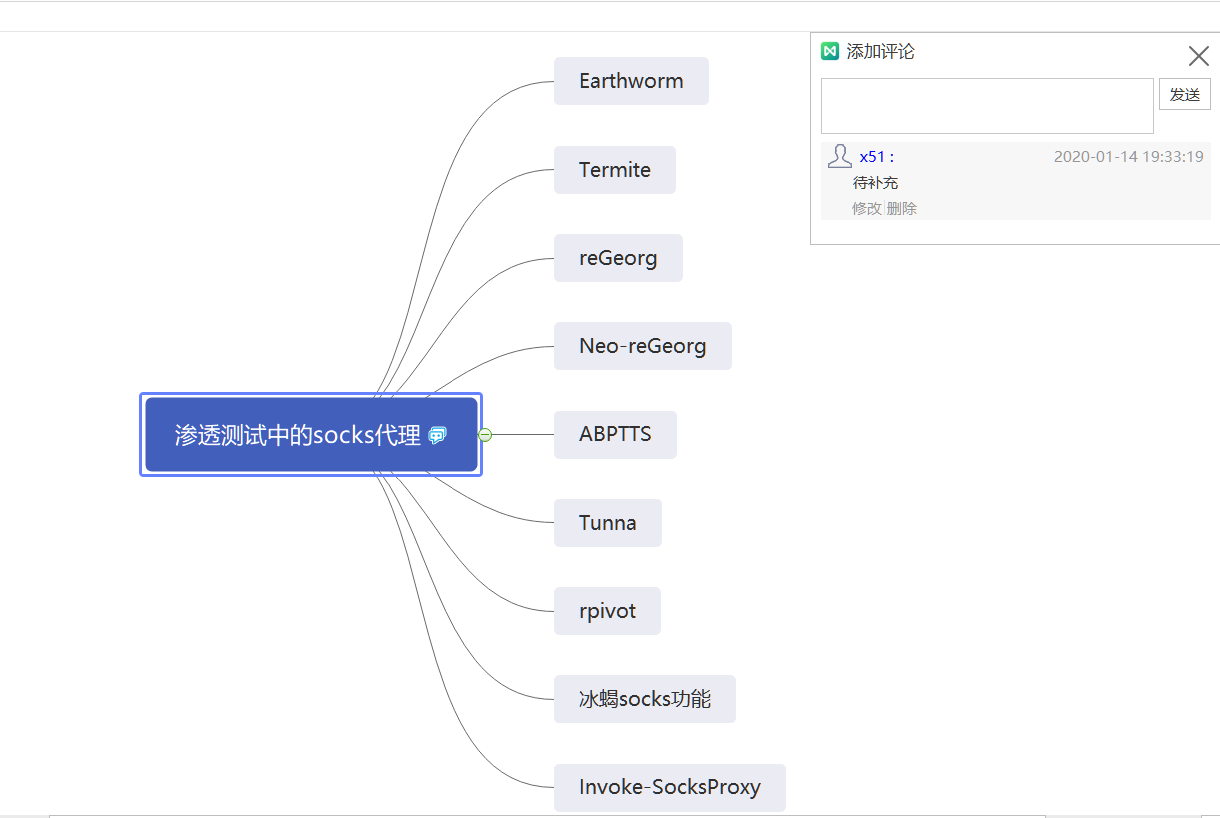 渗透测试中的socks代理
Earthworm
Termite
reGeorg
Neo-reGeorg
ABPTTS
Tunna
rpivot
冰蝎socks功能
Invoke-SocksProxy
添加评论
发送
x51 : 2020-01-14 19:33:19
待补充
修改|删除